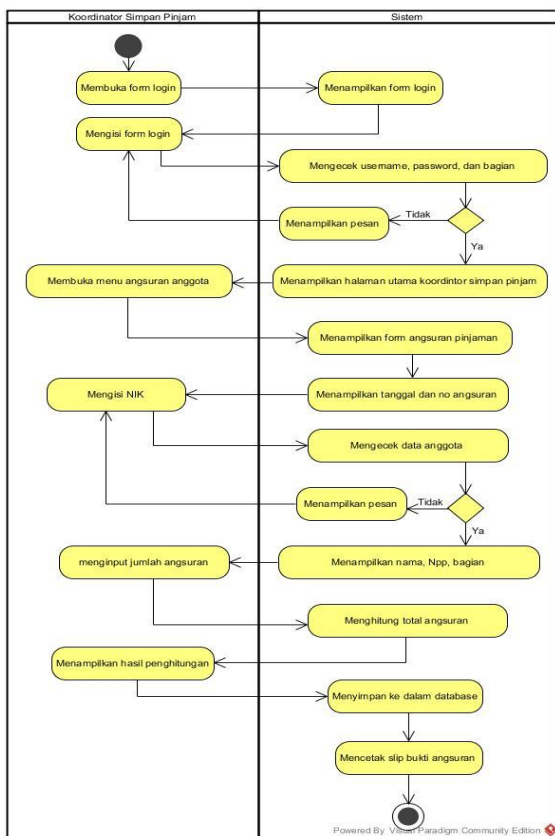 Koordinator Simpan Pinjam
Sistem
Membuka form login
Menampilkan form login
Mengisi form login
Mengecek username, password, dan bagian
Menampilkan pesan
Tidak
Ya
Membuka menu angsuran anggota
Menampilkan halaman utama koordintor simpan pinjam
Menampilkan form angsuran pinjaman
Mengisi NIK
Menampilkan tanggal dan no angsuran
Mengecek data anggota
Menampilkan pesan
Tidak
Ya
menginput jumlah angsuran
Menampilkan nama, Npp, bagian
Menghitung total angsuran
Menampilkan hasil penghitungan
Menyimpan ke dalam database
Mencetak slip bukti angsuran
Powered By Visual Paradigm Community Edition